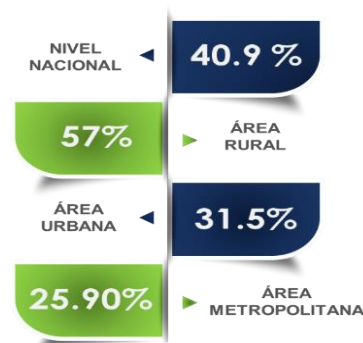 NIVEL
NACIONAL
40.9 %
57%
ÁREA
RURAL
ÁREA
URBANA
31.5%
25.90%
ÁREA
METROPOLITANA